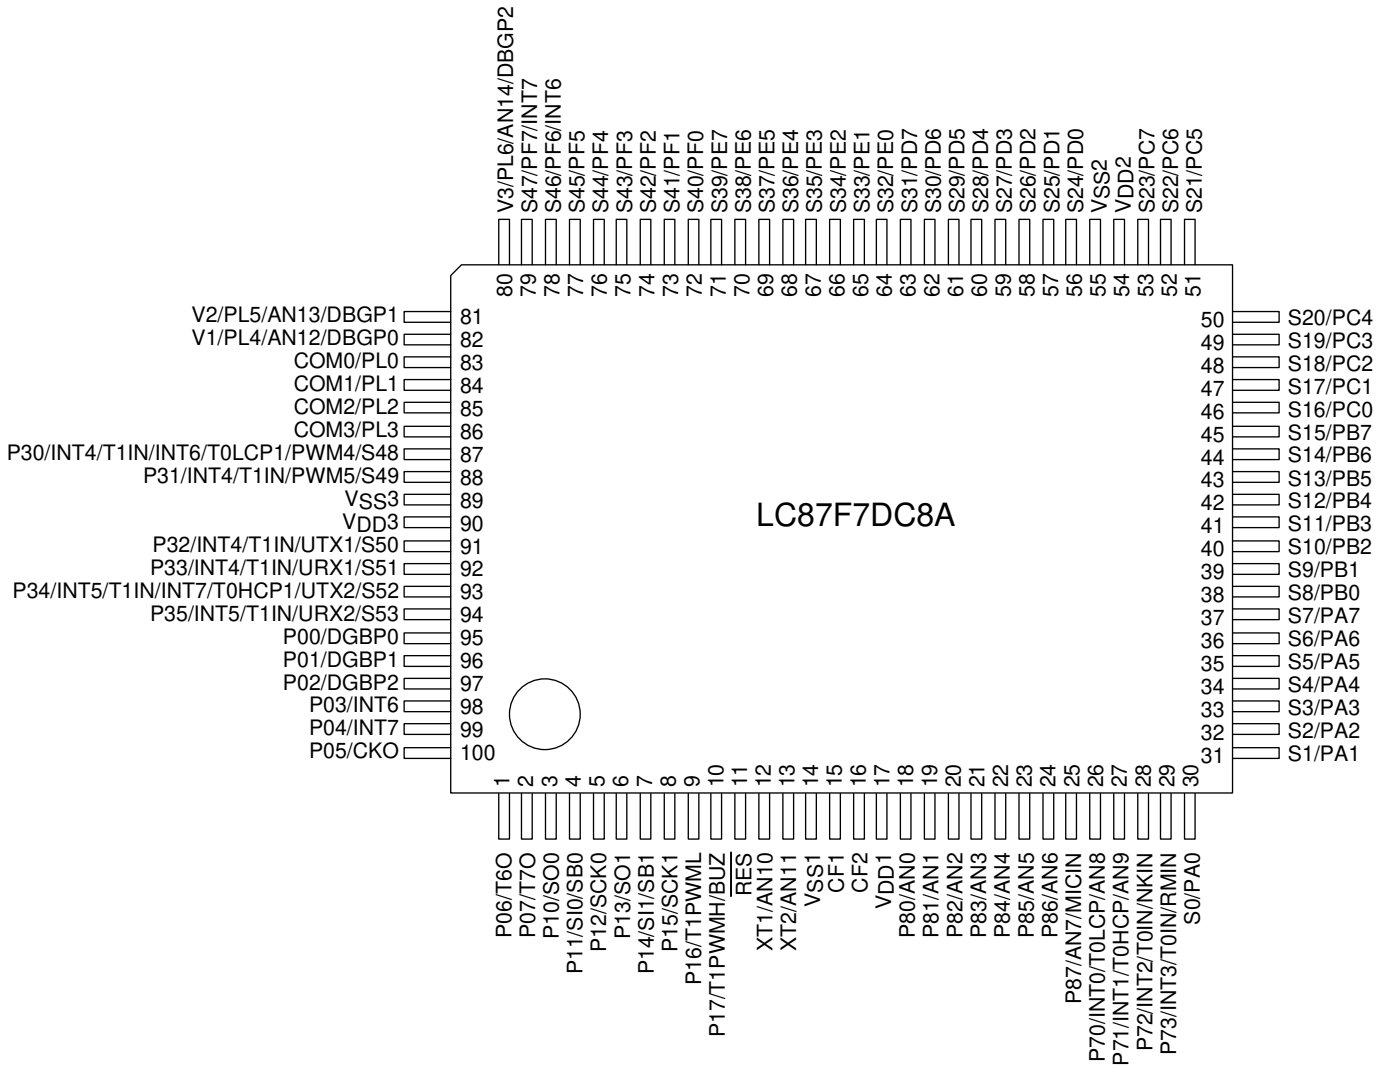 V3/PL6/AN14/DBGP2
S47/PF7/INT7
S46/PF6/INT6
S45/PF5
S44/PF4
S43/PF3
S42/PF2
S41/PF1
S40/PF0
S39/PE7
S38/PE6
S37/PE5
S36/PE4
S35/PE3
S34/PE2
S33/PE1
S32/PE0
S31/PD7
S30/PD6
S29/PD5
S28/PD4
S27/PD3
S26/PD2
S25/PD1
S24/PD0
VSS2
VDD2
S23/PC7
S22/PC6
S21/PC5
80
79
78
77
76
75
74
73
72
71
70
69
68
67
66
65
64
63
62
61
60
59
58
57
56
55
54
53
52
51
V2/PL5/AN13/DBGP1 81
V1/PL4/AN12/DBGP0 82
COM0/PL0 83
COM1/PL1 84
COM2/PL2 85
COM3/PL3 86
P30/INT4/T1IN/INT6/T0LCP1/PWM4/S48 87
P31/INT4/T1IN/PWM5/S49 88
VSS3 89
VDD3 90
P32/INT4/T1IN/UTX1/S50 91
P33/INT4/T1IN/URX1/S51 92
P34/INT5/T1IN/INT7/T0HCP1/UTX2/S52 93
P35/INT5/T1IN/URX2/S53 94
P00/DGBP0 95
P01/DGBP1 96
P02/DGBP2 97
P03/INT6 98
P04/INT7 99
P05/CKO 100
LC87F7DC8A
50 S20/PC4
49 S19/PC3
48 S18/PC2
47 S17/PC1
46 S16/PC0
45 S15/PB7
44 S14/PB6
43 S13/PB5
42 S12/PB4
41 S11/PB3
40 S10/PB2
39 S9/PB1
38 S8/PB0
37 S7/PA7
36 S6/PA6
35 S5/PA5
34 S4/PA4
33 S3/PA3
32 S2/PA2
31 S1/PA1
1
2
3
4
5
6
7
8
9
10
11
12
13
14
15
16
17
18
19
20
21
22
23
24
25
26
27
28
29
30
P06/T6O
P07/T7O
P10/SO0
P11/SI0/SB0
P12/SCK0
P13/SO1
P14/SI1/SB1
P15/SCK1
P16/T1PWML
P17/T1PWMH/BUZ
RES
XT1/AN10
XT2/AN11
VSS1
CF1
CF2
VDD1
P80/AN0
P81/AN1
P82/AN2
P83/AN3
P84/AN4
P85/AN5
P86/AN6
P87/AN7/MICIN
P70/INT0/T0LCP/AN8
P71/INT1/T0HCP/AN9
P72/INT2/T0IN/NKIN
P73/INT3/T0IN/RMIN
S0/PA0